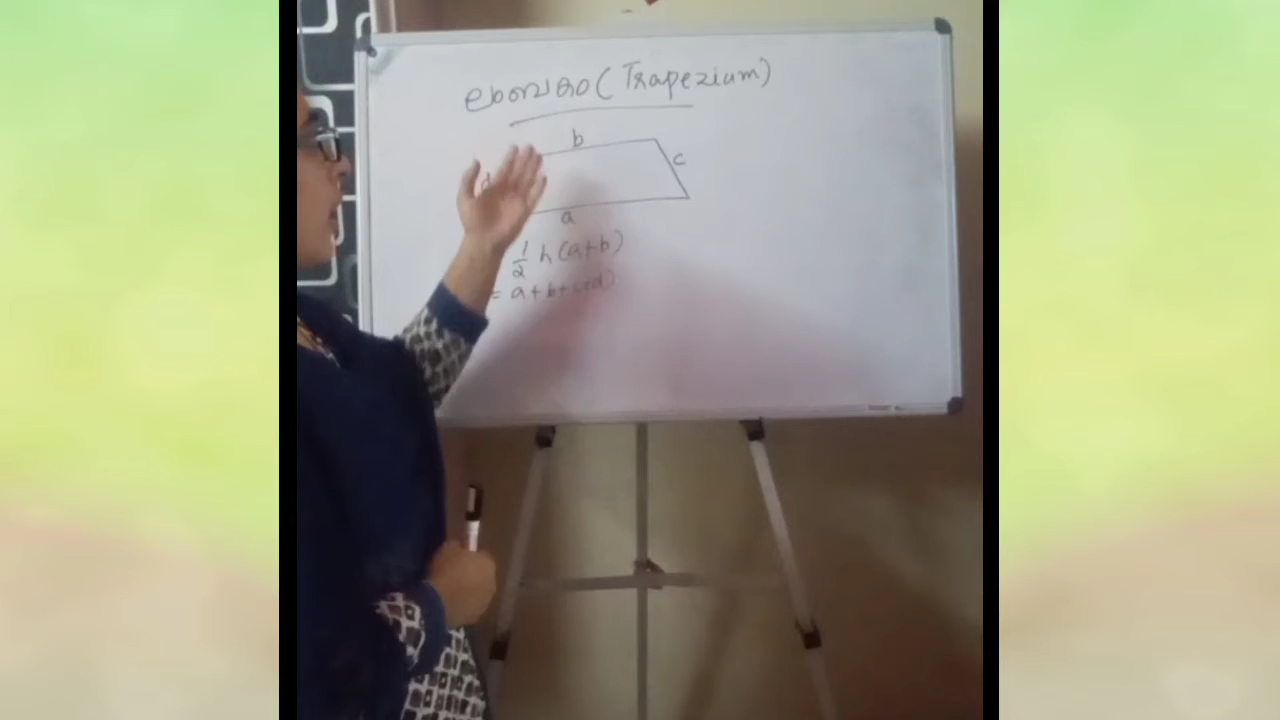 ലംബകം (Trapezium)
b
c
d
a
1/2 h(a+b)
= a+b+c+d)